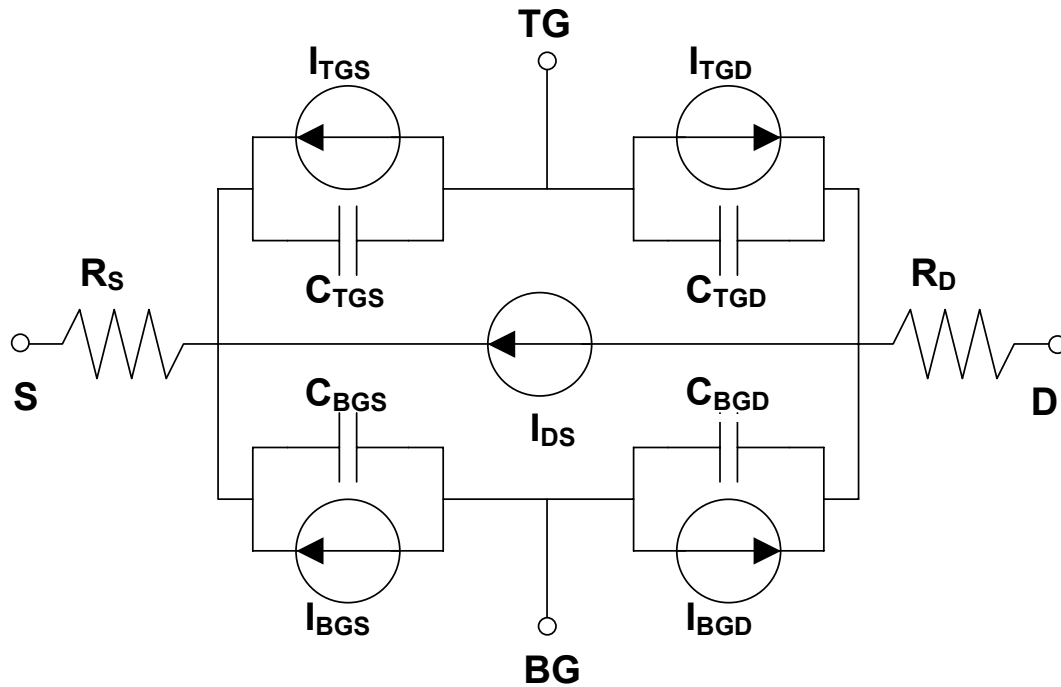 TG
I_TGS
I_TGD
R_S
C_TGS
C_TGD
R_D
S
C_BGS
C_BGD
D
I_DS
I_BGS
I_BGD
BG